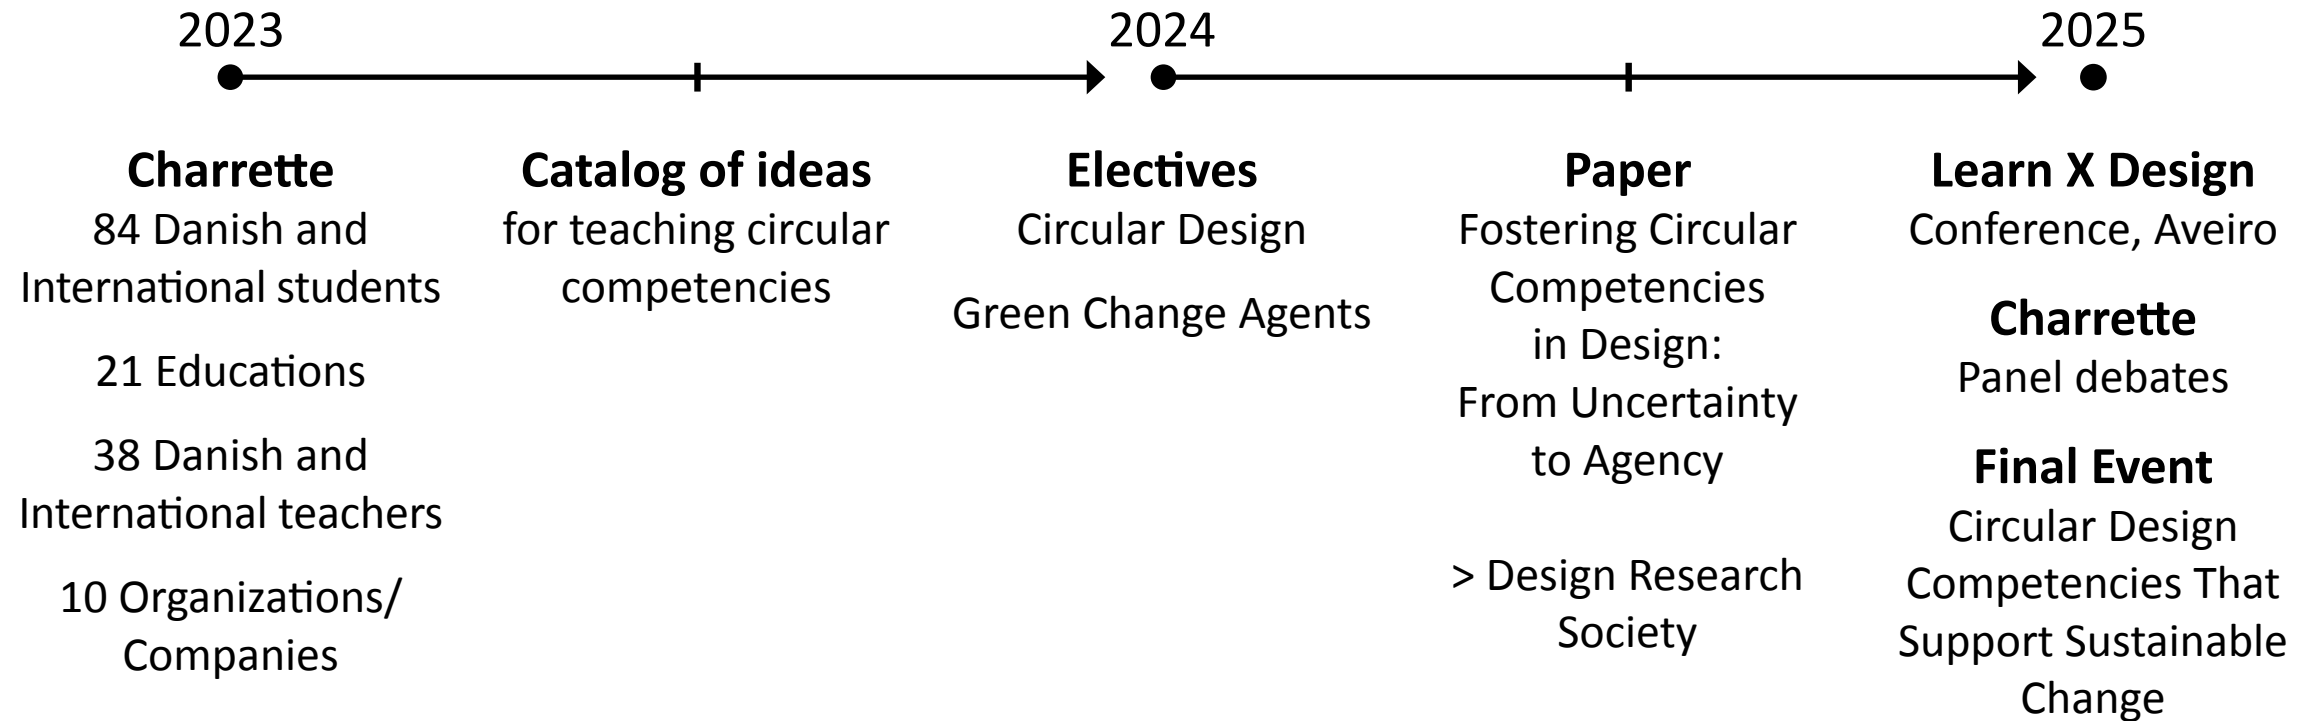 2023
2024
2025
Charrette
84 Danish and
International students
21 Educations
38 Danish and
International teachers
10 Organizations/
Companies
Catalog of ideas
for teaching circular
competencies
Electives
Circular Design
Green Change Agents
Paper
Fostering Circular
Competencies
in Design:
From Uncertainty
to Agency
> Design Research
Society
Learn X Design
Conference, Aveiro
Charrette
Panel debates
Final Event
Circular Design
Competencies That
Support Sustainable
Change